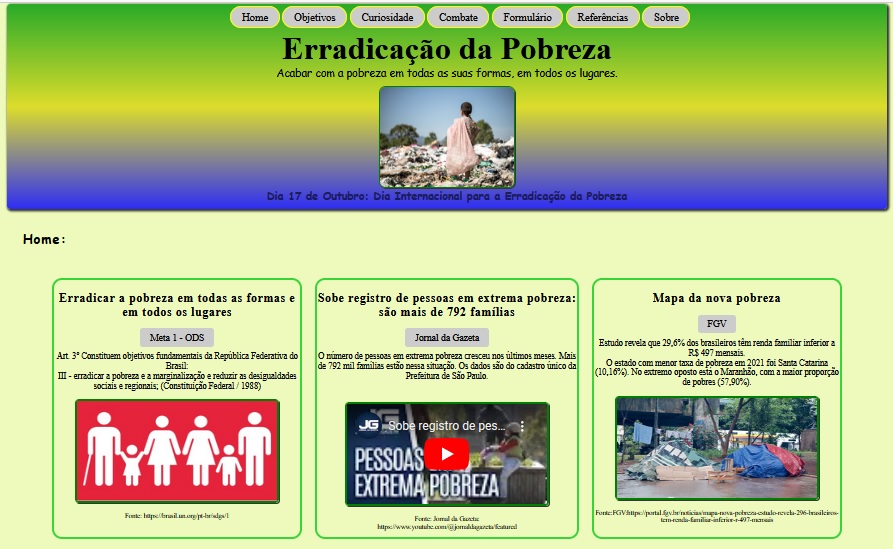 Home Objetivos Curiosidade Combate Formulário Referências Sobre
Erradicação da Pobreza
Acabar com a pobreza em todas as suas formas, em todos os lugares.
Dia 17 de Outubro: Dia Internacional para a Erradicação da Pobreza
Home:
Erradicar a pobreza em todas as formas e
em todos os lugares
Meta 1 - ODS
Art. 3º Constituem objetivos fundamentais da República Federativa do
Brasil:
III - erradicar a pobreza e a marginalização e reduzir as desigualdades
sociais e regionais; (Constituição Federal / 1988)
Fonte: https://brasil.un.org/pt-br/sdgs/1
Sobe registro de pessoas em extrema pobreza:
são mais de 792 famílias
Jornal da Gazeta
O número de pessoas em extrema pobreza cresceu nos últimos meses. Mais
de 792 mil famílias estão nessa situação. Os dados são do cadastro único da
Prefeitura de São Paulo.
JG Sobe registro de pes...
PESSOAS
EXTREMA POBREZA
Fonte: Jornal da Gazeta:
https://www.youtube.com/@jornaldagazeta/featured
Mapa da nova pobreza
FGV
Estudo revela que 29,6% dos brasileiros têm renda familiar inferior a
R$ 497 mensais.
O estado com menor taxa de pobreza em 2021 foi Santa Catarina
(10,16%). No extremo oposto está o Maranhão, com a maior proporção
de pobres (57,90%).
Fonte:FGV:https://portal.fgv.br/noticias/mapa-nova-pobreza-estudo-revela-296-brasileiros-
tem-renda-familiar-inferior-r-497-mensais